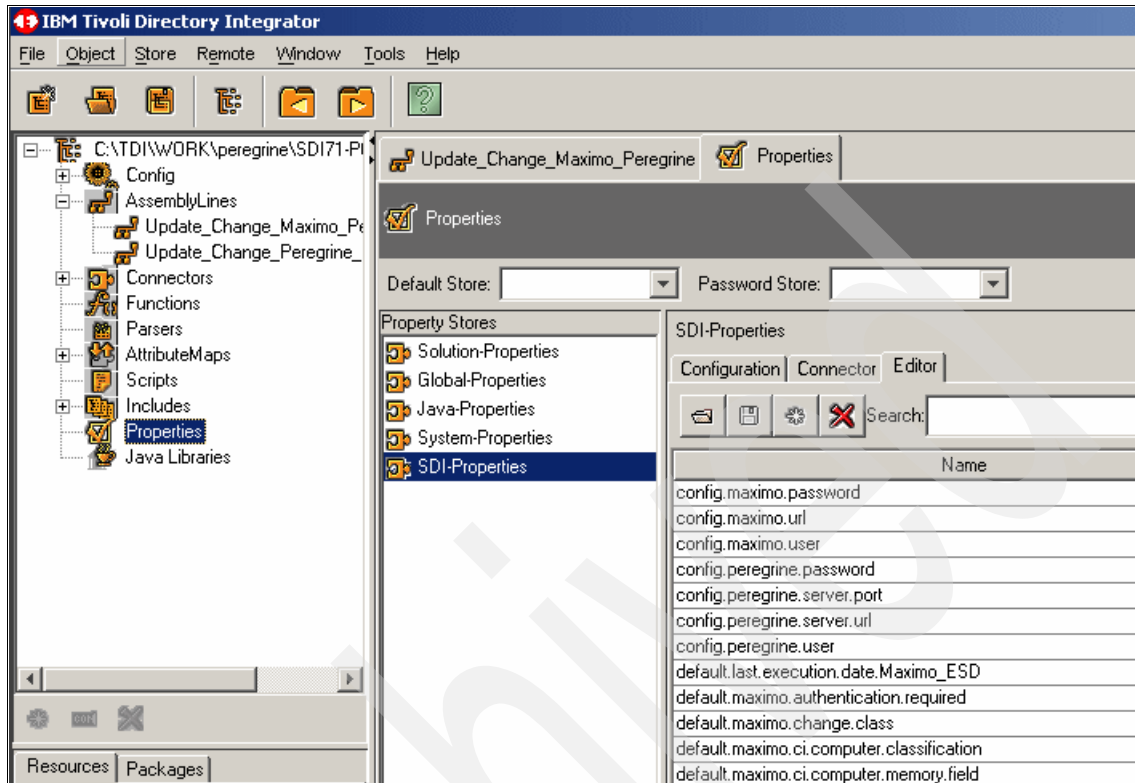 IBM Tivoli Directory Integrator
File Object Store Remote Window Tools Help
C:\TDI\WORK\peregrine\SDI71-P
Config
AssemblyLines
Update_Change_Maximo_Pe
Update_Change_Peregrine_
Connectors
Functions
Parsers
AttributeMaps
Scripts
Includes
Properties
Java Libraries
Resources Packages
Update_Change_Maximo_Peregrine Properties
Properties
Default Store: Password Store:
Property Stores
Solution-Properties
Global-Properties
Java-Properties
System-Properties
SDI-Properties
SDI-Properties
Configuration Connector Editor
Search:
Name
config.maximo.password
config.maximo.url
config.maximo.user
config.peregrine.password
config.peregrine.server.port
config.peregrine.server.url
config.peregrine.user
default.last.execution.date.Maximo_ESD
default.maximo.authentication.required
default.maximo.change.class
default.maximo.ci.computer.classification
default.maximo.ci.computer.memory.field